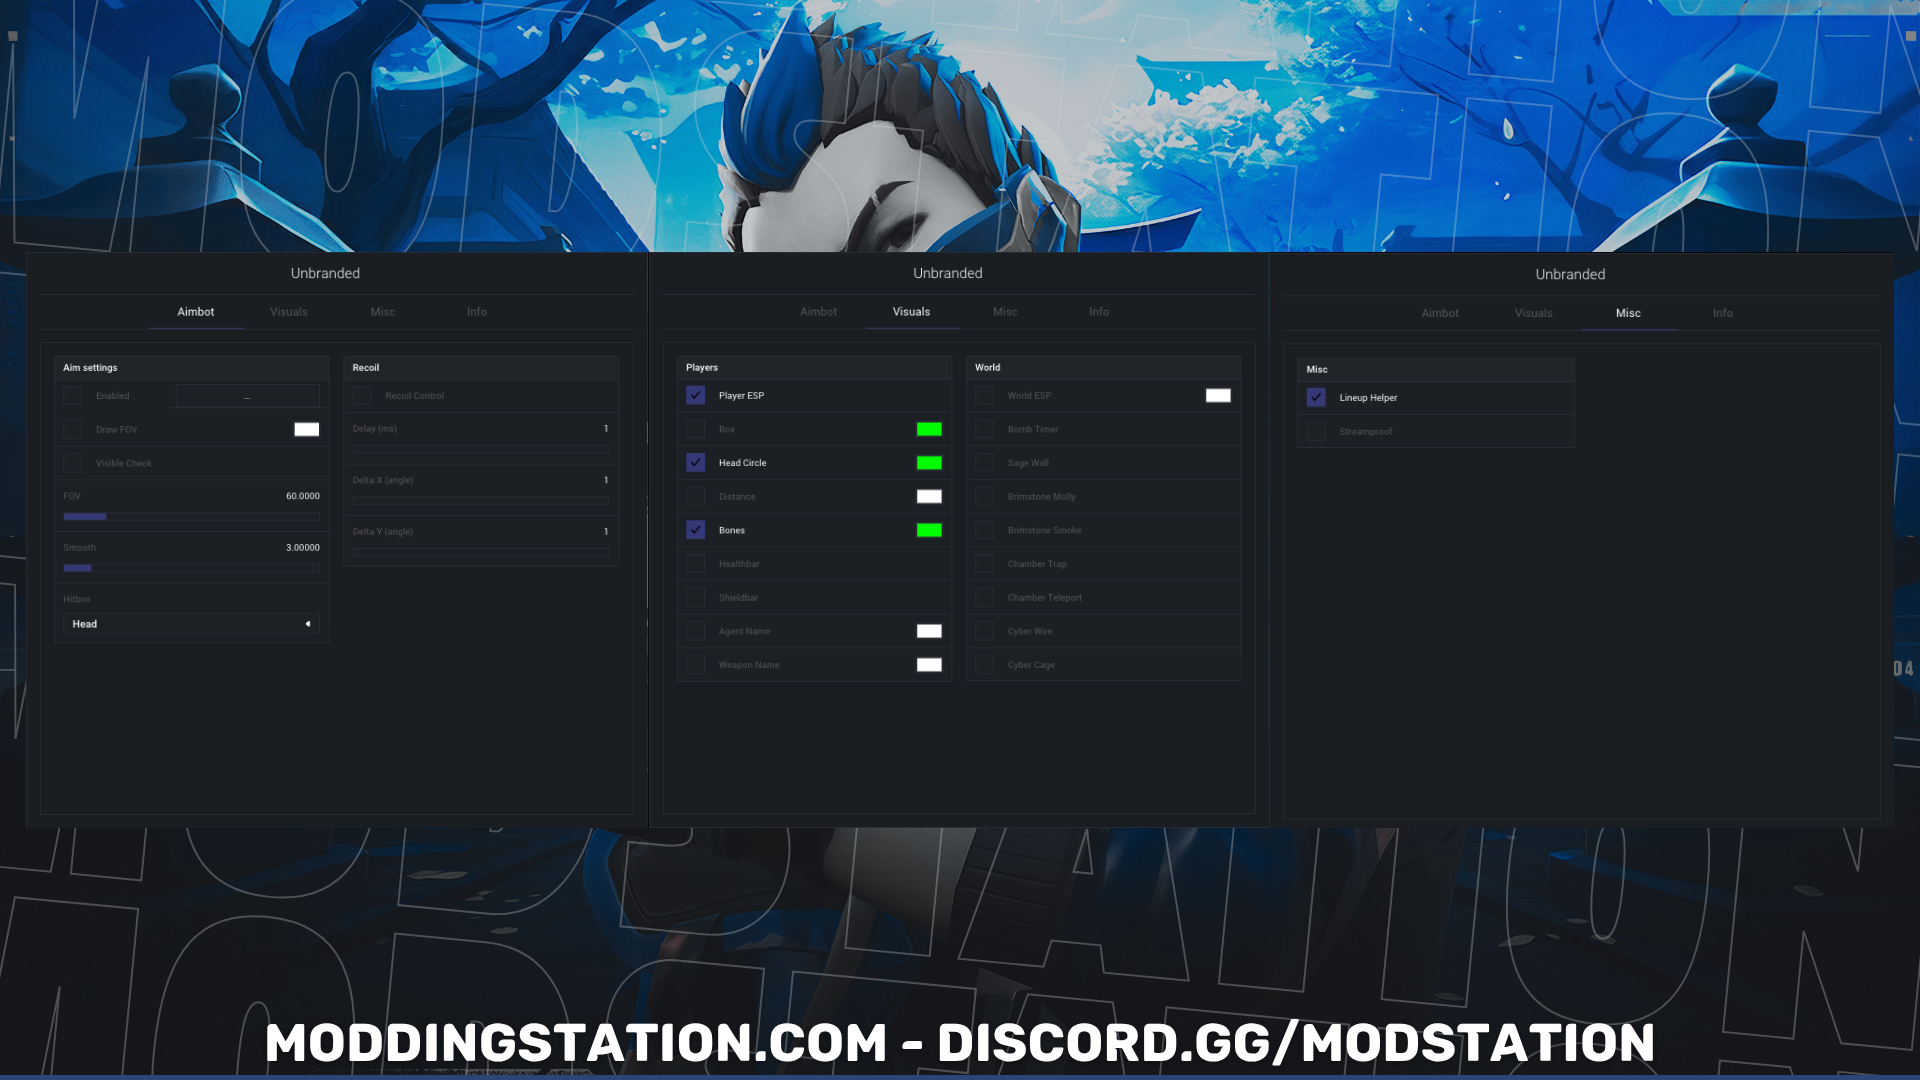 Unbranded
Aimbot Visuals Misc Info
Aim settings
Enabled ...
Draw FOV
Visible Check
FOV 60.0000
Smooth 3.00000
Hitbox
Head
Recoil
Recoil Control
Delay (ms) 1
Delta X (angle) 1
Delta Y (angle) 1
Unbranded
Aimbot Visuals Misc Info
Players
Player ESP
Box
Head Circle
Distance
Bones
Healthbar
Shieldbar
Agent Name
Weapon Name
World
World ESP
Bomb Timer
Sage Wall
Brimstone Molly
Brimstone Smoke
Chamber Trap
Chamber Teleport
Cyber Wire
Cyber Cage
Unbranded
Aimbot Visuals Misc Info
Misc
Lineup Helper
Streamproof
04
MODDINGSTATION.COM - DISCORD.GG/MODSTATION